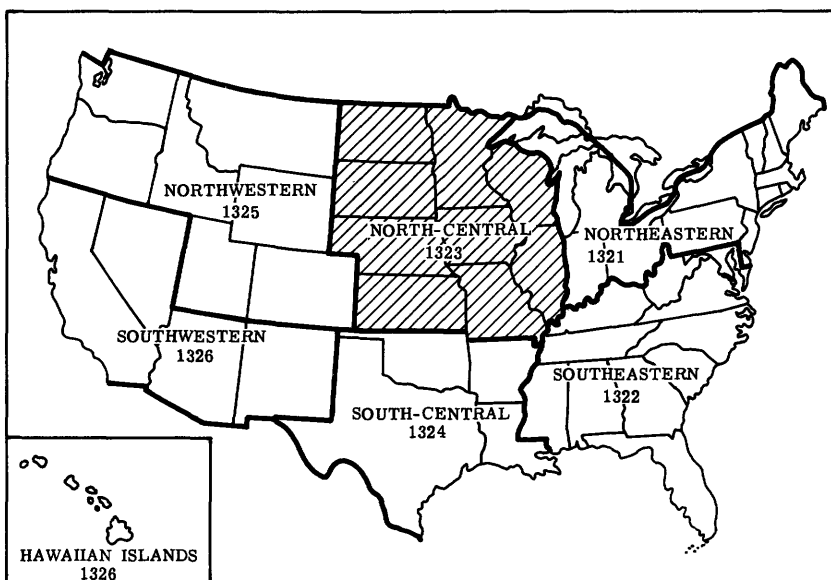 NORTHWESTERN
1325
NORTH-CENTRAL
1323
NORTHEASTERN
1321
SOUTHWESTERN
1326
SOUTHEASTERN
1322
SOUTH-CENTRAL
1324
HAWAIIAN ISLANDS
1326